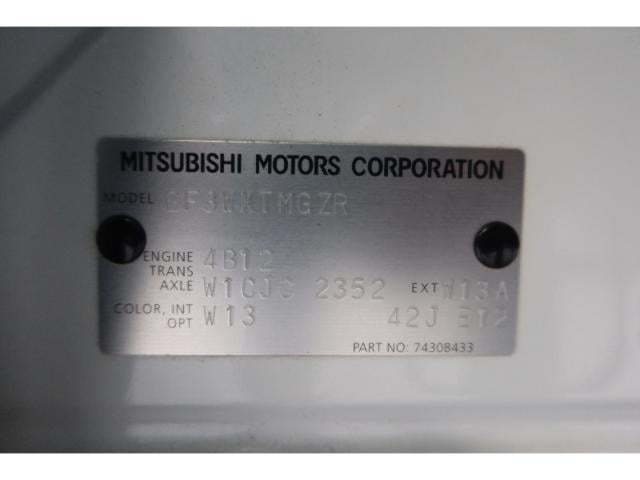 MITSUBISHI MOTORS CORPORATION
MODEL GF3WXTMGZR
ENGINE 4B12
TRANS
AXLE W1CJC 2352 EXT W13A
COLOR, INT W13 42J E12
OPT
PART NO: 7430B433